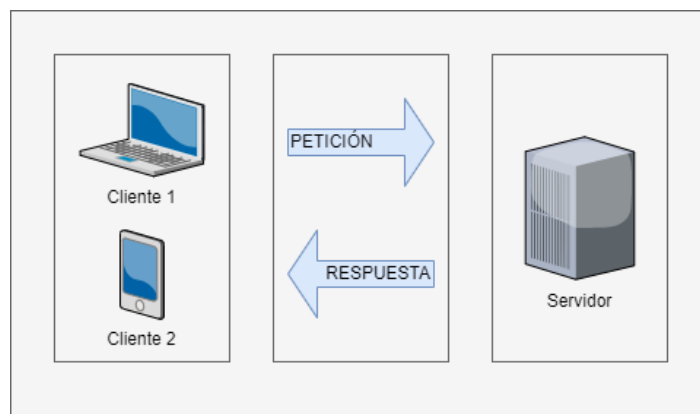 Cliente 1
Cliente 2
PETICIÓN
RESPUESTA
Servidor